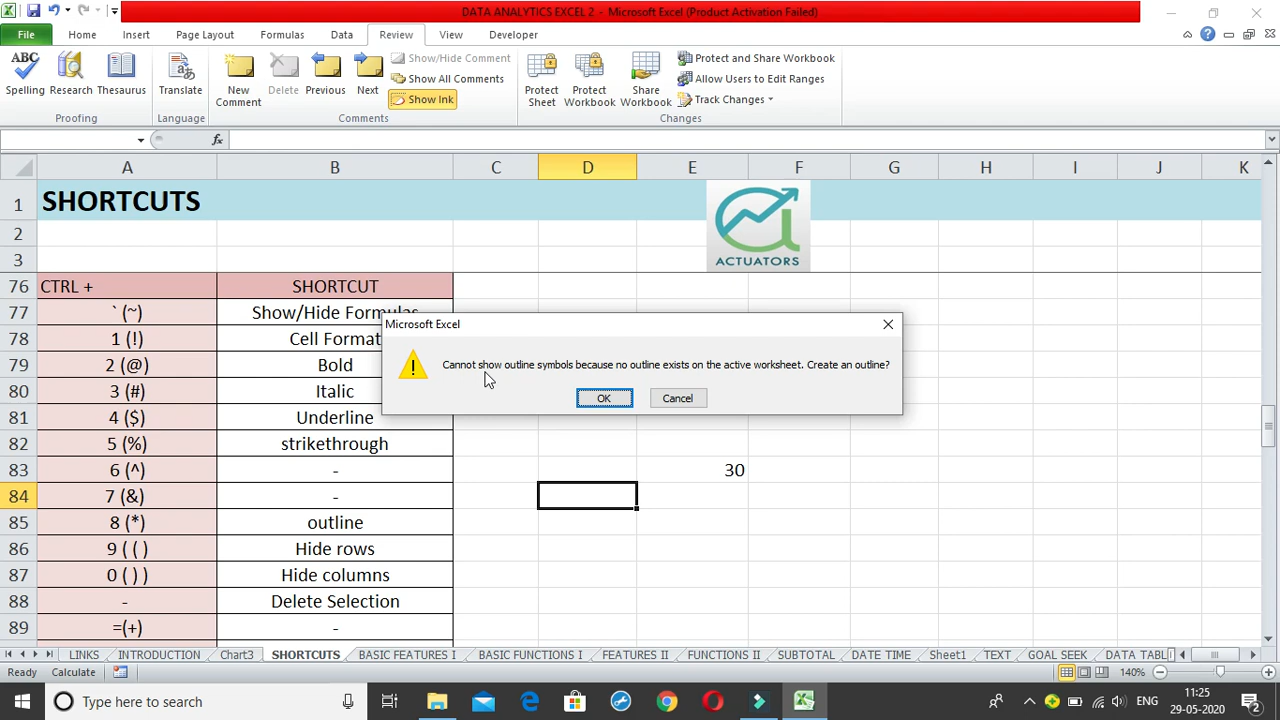 DATA ANALYTICS EXCEL 2 - Microsoft Excel (Product Activation Failed)
File Home Insert Page Layout Formulas Data Review View Developer
ABC
Spelling Research Thesaurus Translate New Comment Delete Previous Next
Show/Hide Comment
Show All Comments
Show Ink
Protect Sheet Protect Workbook Share Workbook
Protect and Share Workbook
Allow Users to Edit Ranges
Track Changes
Proofing Language Comments Changes
fx
A B C D E F G H I J K
1 SHORTCUTS
ACTUATORS
2
3
76 CTRL + SHORTCUT
77 ` (~) Show/Hide Formulas
78 1 (!) Cell Format
79 2 (@) Bold
80 3 (#) Italic
81 4 ($) Underline
82 5 (%) strikethrough
83 6 (^) - 30
84 7 (&) -
85 8 (*) outline
86 9 ( ( ) Hide rows
87 0 ( ) ) Hide columns
88 - Delete Selection
89 =(+) -
Microsoft Excel
Cannot show outline symbols because no outline exists on the active worksheet. Create an outline?
OK Cancel
LINKS INTRODUCTION Chart3 SHORTCUTS BASIC FEATURES I BASIC FUNCTIONS I FEATURES II FUNCTIONS II SUBTOTAL DATE TIME Sheet1 TEXT GOAL SEEK DATA TABL
Ready Calculate 140%
Type here to search
ENG
11:25
29-05-2020
2